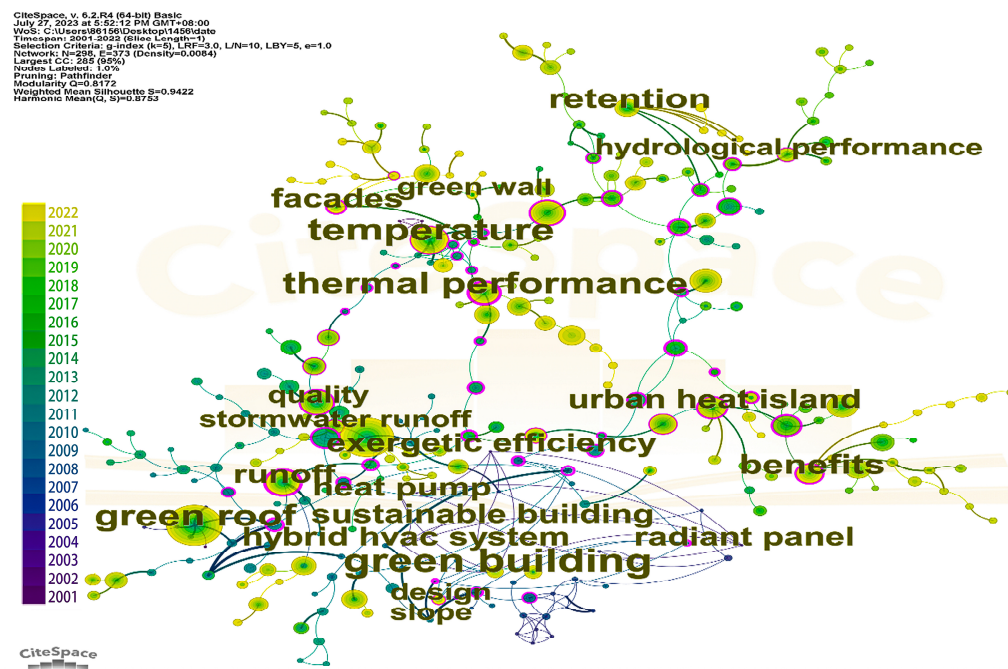 CiteSpace, v. 6.2.R4 (64-bit) Basic
July 27, 2023 at 5:52:12 PM GMT+08:00
WoS: C:\Users\86156\Desktop\1456\date
Timespan: 2001-2022 (Slice Length=1)
Selection Criteria: g-index (k=5), LRF=3.0, L/N=10, LBY=5, e=1.0
Network: N=298, E=373 (Density=0.0084)
Largest CC: 285 (95%)
Nodes Labeled: 1.0%
Pruning: Pathfinder
Modularity Q=0.8172
Weighted Mean Silhouette S=0.9422
Harmonic Mean(Q, S)=0.8753
retention
hydrological performance
green wall
facades
temperature
thermal performance
CiteSpace
quality
urban heat island
stormwater runoff
exergetic efficiency
benefits
runoff
heat pump
green roof
sustainable building
hybrid hvac system
radiant panel
green building
design
slope
2022
2021
2020
2019
2018
2017
2016
2015
2014
2013
2012
2011
2010
2009
2008
2007
2006
2005
2004
2003
2002
2001
CiteSpace